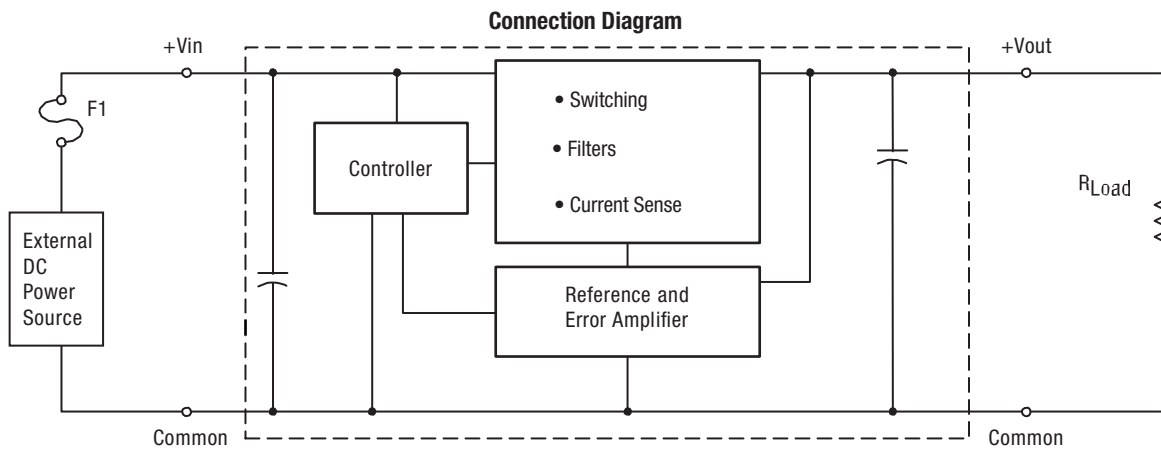 Connection Diagram
+Vin
+Vout
F1
• Switching
• Filters
• Current Sense
Controller
RLoad
External
DC
Power
Source
Reference and
Error Amplifier
Common
Common